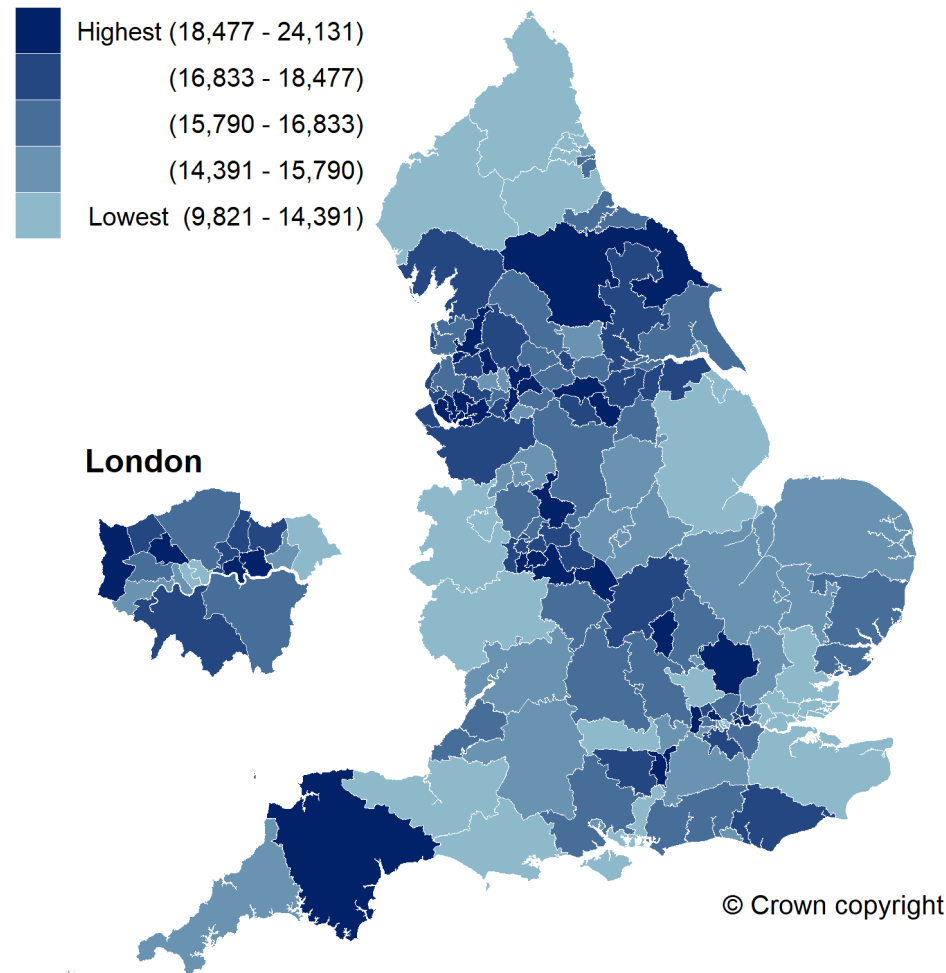 Highest (18,477 - 24,131)
(16,833 - 18,477)
(15,790 - 16,833)
(14,391 - 15,790)
Lowest (9,821 - 14,391)
London
© Crown copyright